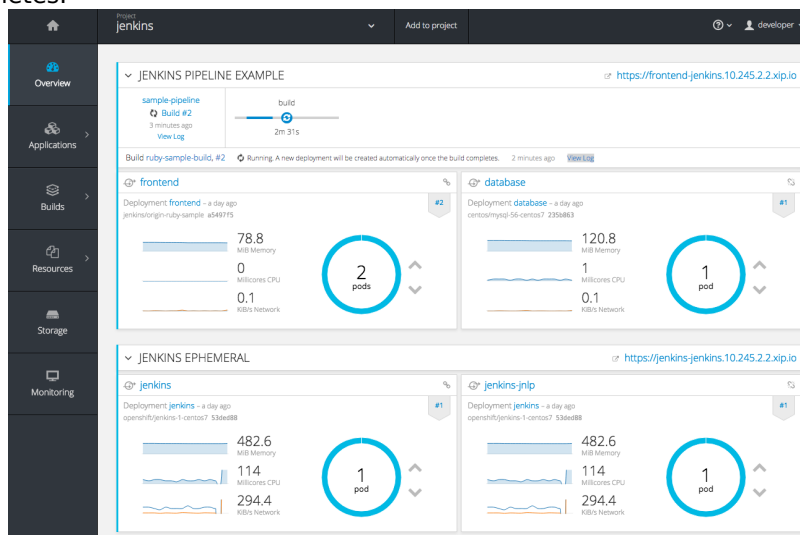 Project
jenkins
Add to project
developer
Overview
Applications
Builds
Resources
Storage
Monitoring
JENKINS PIPELINE EXAMPLE
https://frontend-jenkins.10.245.2.2.xip.io
sample-pipeline
Build #2
3 minutes ago
View Log
build
2m 31s
Build ruby-sample-build, #2 Running. A new deployment will be created automatically once the build completes. 2 minutes ago View Log
frontend
Deployment frontend – a day ago
jenkins/origin-ruby-sample a5497f5
#2
78.8
MiB Memory
0
Millicores CPU
0.1
KiB/s Network
2
pods
database
Deployment database – a day ago
centos/mysql-56-centos7 235b863
#1
120.8
MiB Memory
1
Millicores CPU
0.1
KiB/s Network
1
pod
JENKINS EPHEMERAL
https://jenkins-jenkins.10.245.2.2.xip.io
jenkins
Deployment jenkins – a day ago
openshift/jenkins-1-centos7 53ded88
#1
482.6
MiB Memory
114
Millicores CPU
294.4
KiB/s Network
1
pod
jenkins-jnlp
Deployment jenkins – a day ago
openshift/jenkins-1-centos7 53ded88
#1
482.6
MiB Memory
114
Millicores CPU
294.4
KiB/s Network
1
pod